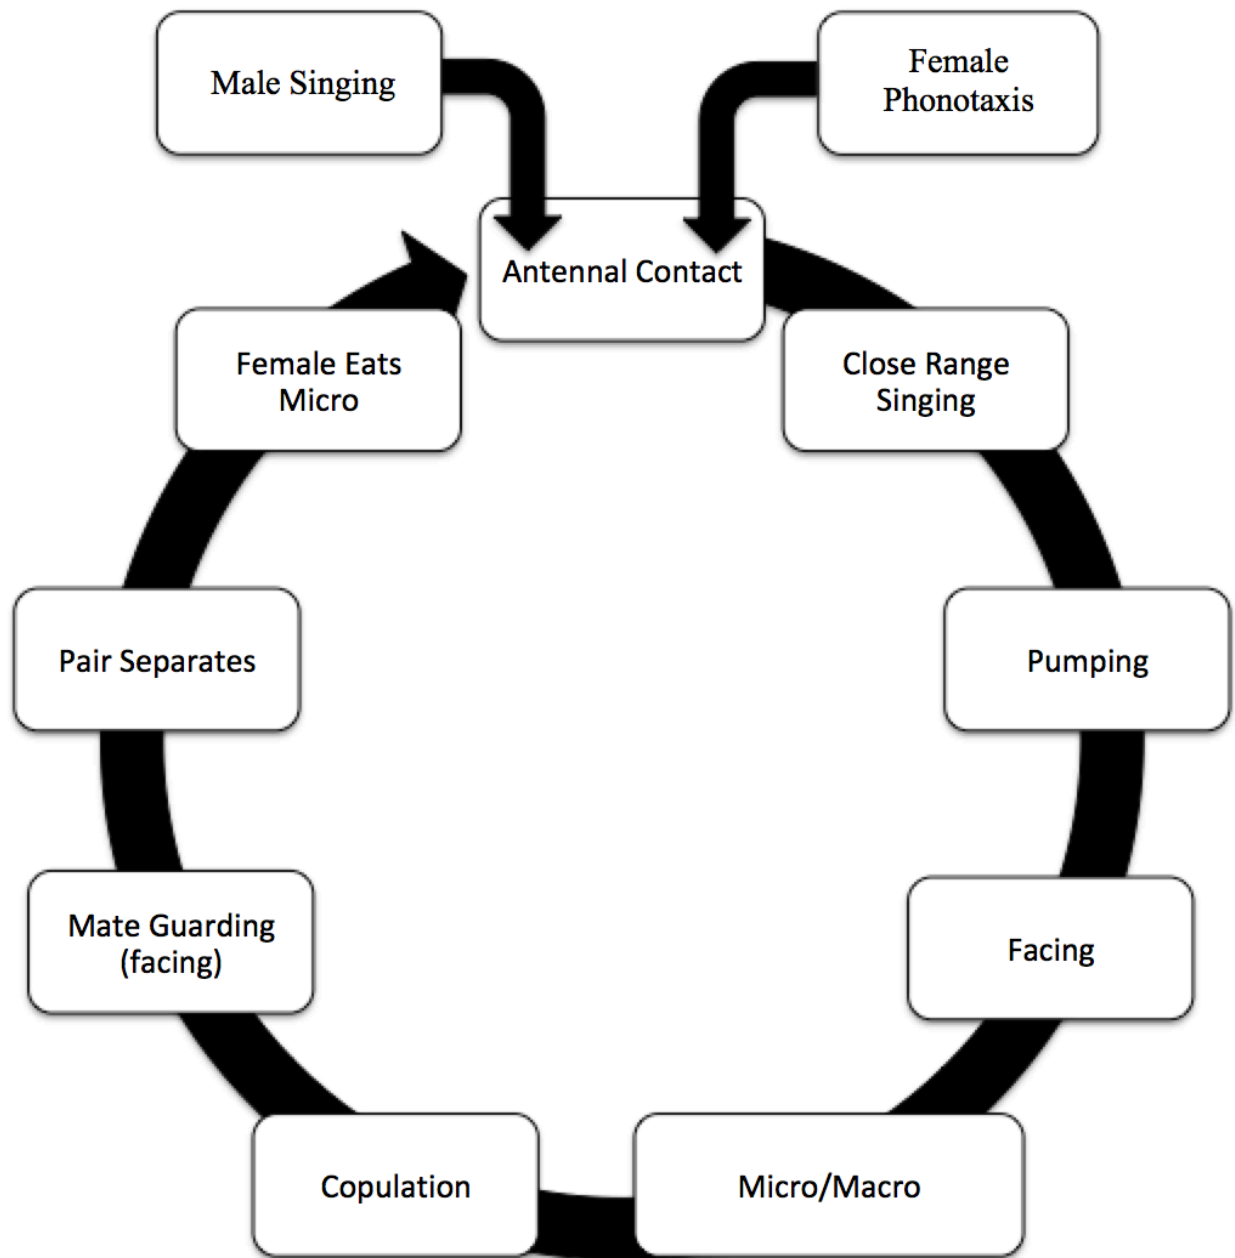 Male Singing
Female
Phonotaxis
Antennal Contact
Close Range
Singing
Pumping
Facing
Micro/Macro
Copulation
Mate Guarding
(facing)
Pair Separates
Female Eats
Micro